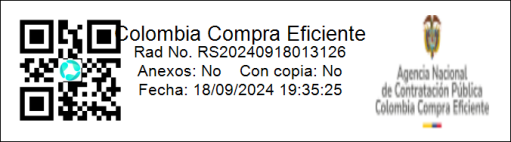 Colombia Compra Eficiente
Rad No. RS20240918013126
Anexos: No Con copia: No
Fecha: 18/09/2024 19:35:25
Agencia Nacional
de Contratación Pública
Colombia Compra Eficiente